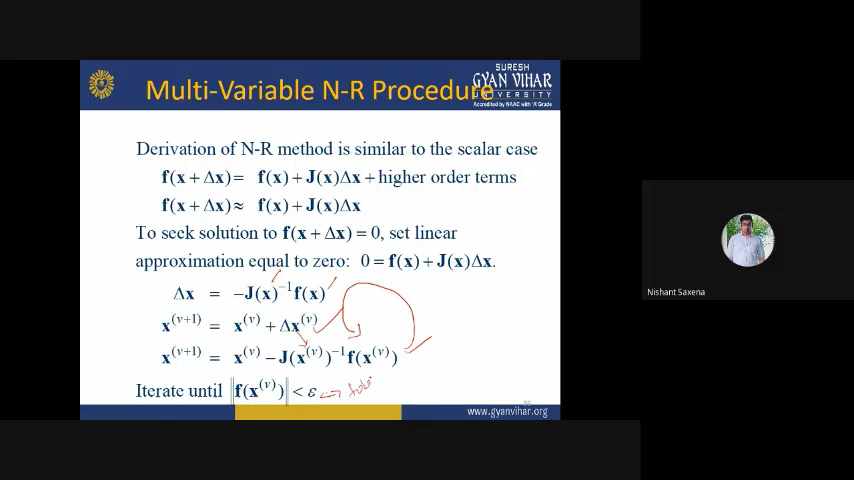 SURESH
GYAN VIHAR
UNIVERSITY
Accredited by NAAC with 'A' Grade
Multi-Variable N-R Procedure
Derivation of N-R method is similar to the scalar case
f(x + Δx) = f(x) + J(x)Δx + higher order terms
f(x + Δx) ≈ f(x) + J(x)Δx
To seek solution to f(x + Δx) = 0, set linear
approximation equal to zero: 0 = f(x) + J(x)Δx.
Δx = −J(x)⁻¹f(x)
x⁽ᵛ⁺¹⁾ = x⁽ᵛ⁾ + Δx⁽ᵛ⁾
x⁽ᵛ⁺¹⁾ = x⁽ᵛ⁾ − J(x⁽ᵛ⁾)⁻¹f(x⁽ᵛ⁾)
Iterate until ‖f(x⁽ᵛ⁾)‖ < ε
www.gyanvihar.org
Nishant Saxena